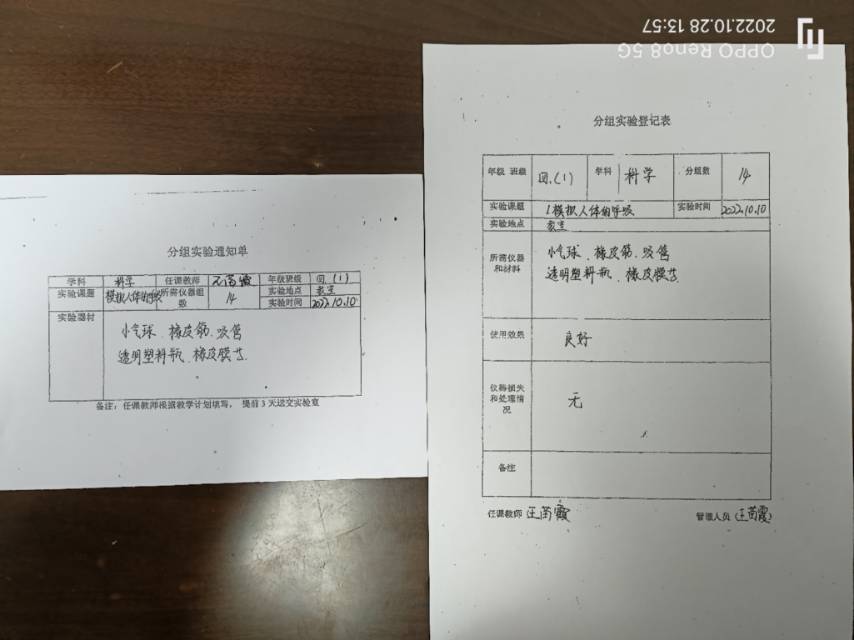 2022.10.28 13:57
OPPO Reno8 5G
分组实验通知单
学科 科学 任课教师 年级班级 四(1)
实验课题 模拟人体的呼吸 所需仪器组数 14 实验地点 教室
实验时间 2022.10.10
实验器材
小气球、橡皮筋、吸管
透明塑料瓶、橡皮膜等
备注:任课教师根据教学计划填写, 提前3天送交实验室
分组实验登记表
年级 班级 四.(1) 学科 科学 分组数 14
实验课题 1模拟人体的呼吸 实验时间 2022.10.10
实验地点 教室
所需仪器和材料
小气球、橡皮筋、吸管
透明塑料瓶、橡皮膜等
使用效果 良好
仪器损失和处理情况 无
备注
任课教师 汪苗霞 管理人员 汪苗霞